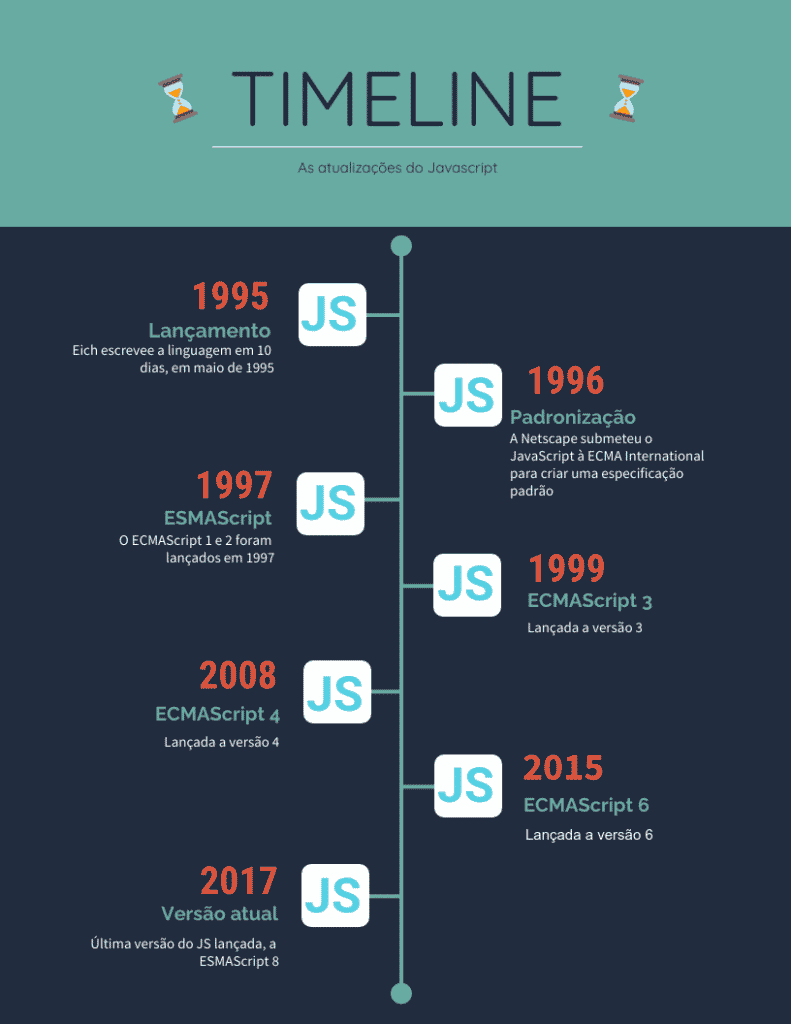 TIMELINE
As atualizações do Javascript
1995
JS
Lançamento
Eich escrevee a linguagem em 10
dias, em maio de 1995
JS
1996
Padronização
A Netscape submeteu o
JavaScript à ECMA International
para criar uma especificação
padrão
1997
JS
ESMAScript
O ECMAScript 1 e 2 foram
lançados em 1997
JS
1999
ECMAScript 3
Lançada a versão 3
2008
JS
ECMAScript 4
Lançada a versão 4
JS
2015
ECMAScript 6
Lançada a versão 6
2017
JS
Versão atual
Última versão do JS lançada, a
ESMAScript 8